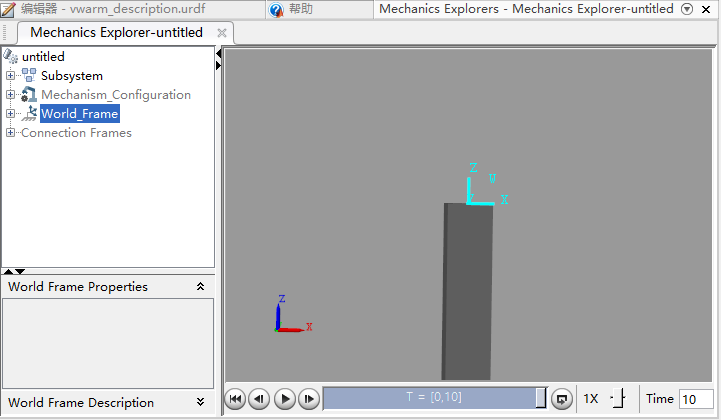 编辑器 - vwarm_description.urdf
帮助
Mechanics Explorers - Mechanics Explorer-untitled
Mechanics Explorer-untitled
untitled
Subsystem
Mechanism_Configuration
World_Frame
Connection Frames
Z
W
X
World Frame Properties
Z
X
World Frame Description
T = [0,10]
1X
Time 10